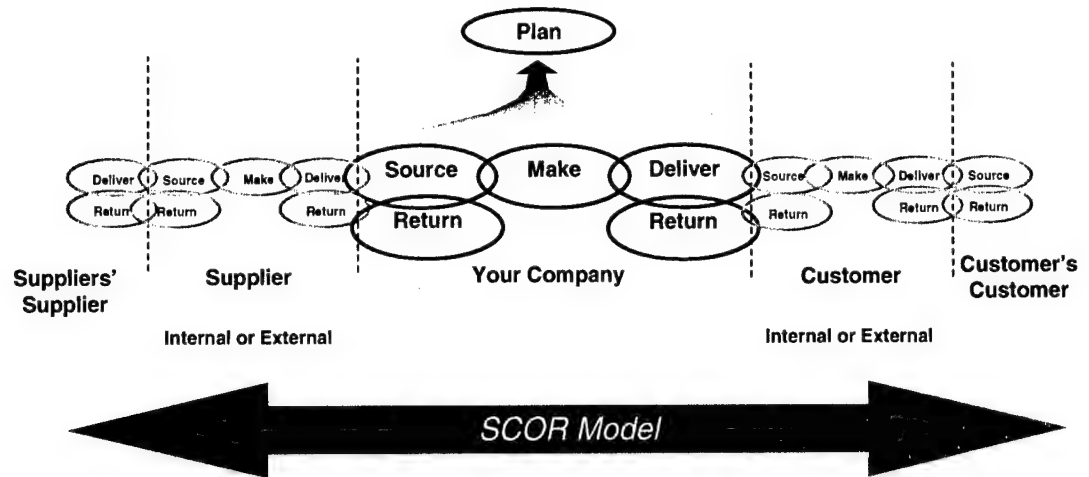 Plan
Deliver Source Make Deliver Source Make Deliver Source Make Deliver Source
Return Return Return Return Return Return Return Return
Suppliers' Supplier Your Company Customer Customer's
Supplier Customer
Internal or External Internal or External
SCOR Model